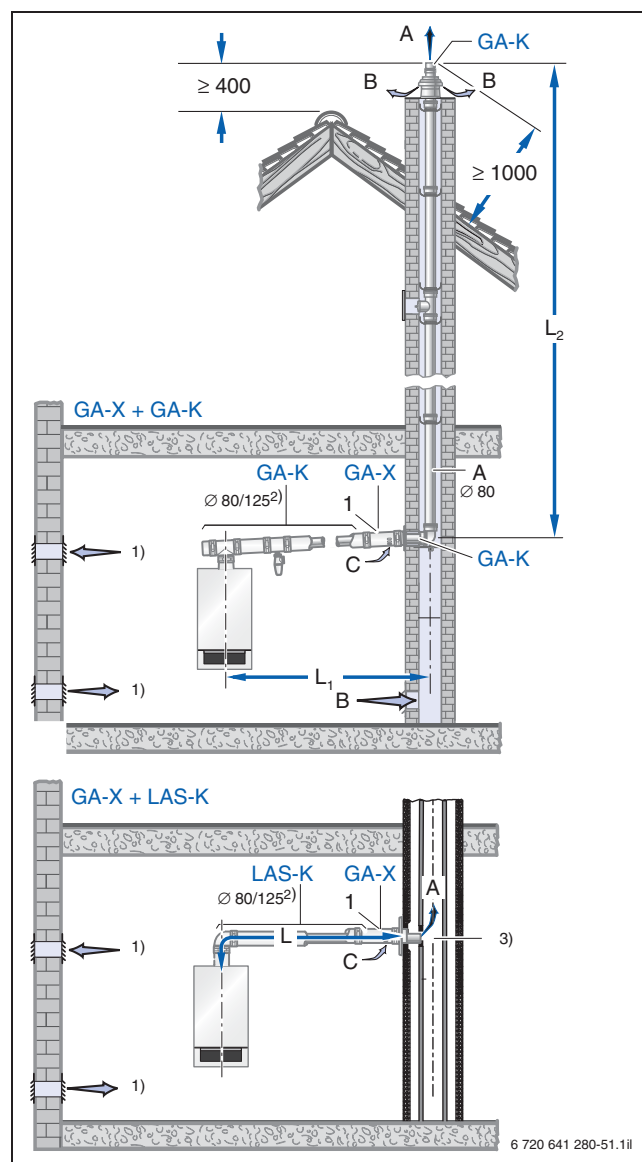 A
GA-K
B
B
≥ 400
≥ 1000
L2
GA-X + GA-K
GA-K
GA-X
A
Ø 80/125²⁾
1
Ø 80
1)
C
GA-K
L1
1)
B
GA-X + LAS-K
LAS-K
GA-X
Ø 80/125²⁾
1
A
1)
L
3)
C
1)
6 720 641 280-51.1il